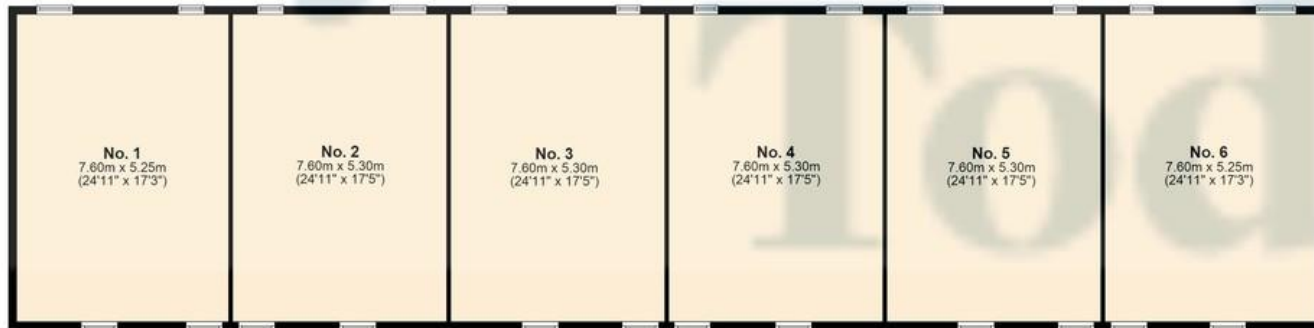 No. 1
7.60m x 5.25m
(24'11" x 17'3")
No. 2
7.60m x 5.30m
(24'11" x 17'5")
No. 3
7.60m x 5.30m
(24'11" x 17'5")
No. 4
7.60m x 5.30m
(24'11" x 17'5")
No. 5
7.60m x 5.30m
(24'11" x 17'5")
No. 6
7.60m x 5.25m
(24'11" x 17'3")
Tod